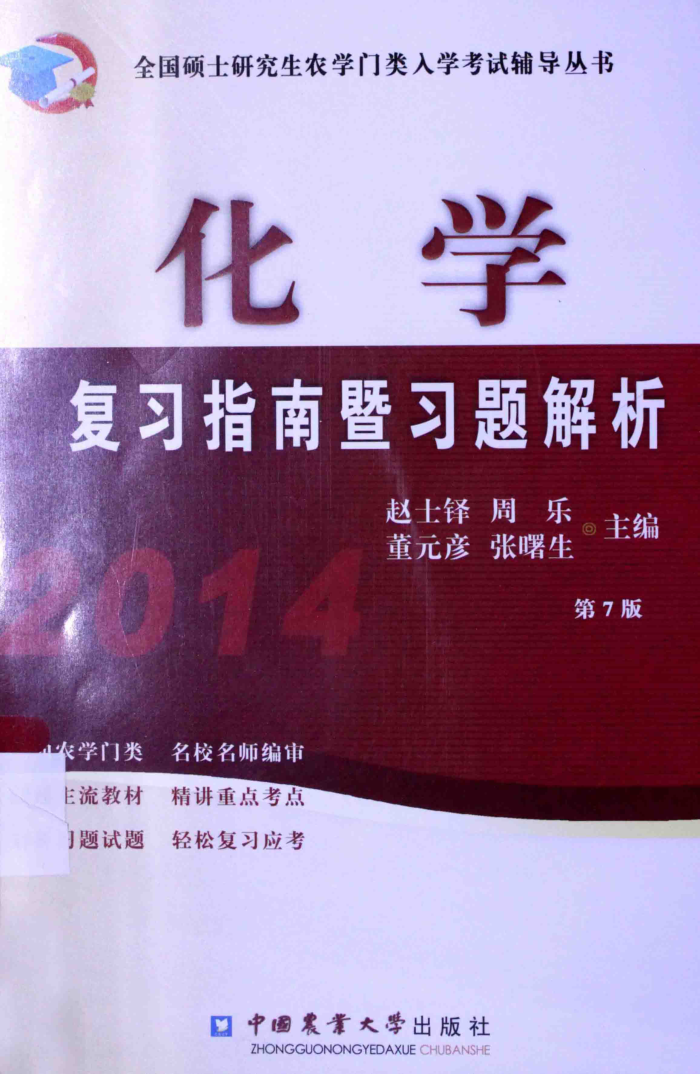 全国硕士研究生农学门类入学考试辅导丛书
化 学
复习指南暨习题解析
赵士铎 周 乐
董元彦 张曙生 ◎ 主编
2014
第 7 版
农学门类 名校名师编审
主流教材 精讲重点考点
习题试题 轻松复习应考
中国農業大学出版社
ZHONGGUONONGYEDAXUE CHUBANSHE